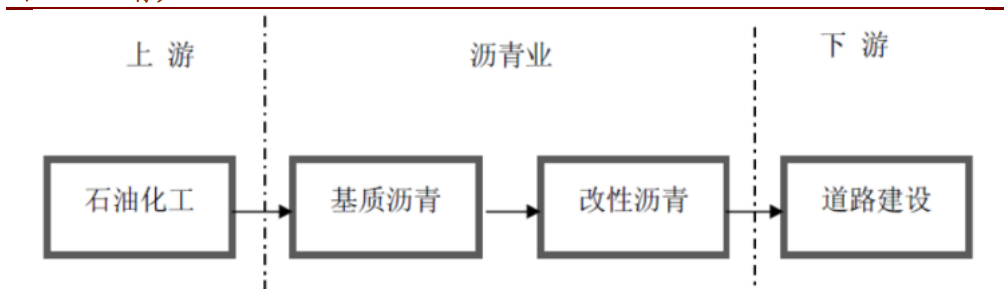 上 游
沥青业
下 游
石油化工
基质沥青
改性沥青
道路建设